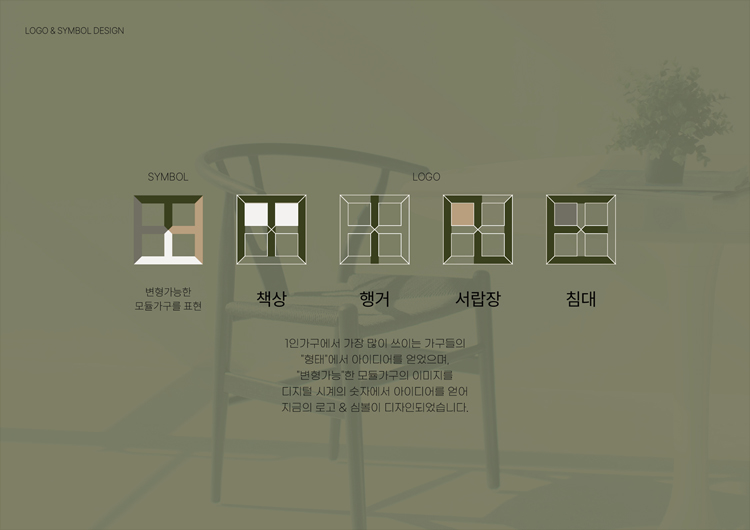 LOGO & SYMBOL DESIGN
SYMBOL
LOGO
변형가능한
모듈가구를 표현
책상
행거
서랍장
침대
1인가구에서 가장 많이 쓰이는 가구들의
"형태"에서 아이디어를 얻었으며,
"변형가능"한 모듈가구의 이미지를
디지털 시계의 숫자에서 아이디어를 얻어
지금의 로고 & 심볼이 디자인되었습니다.